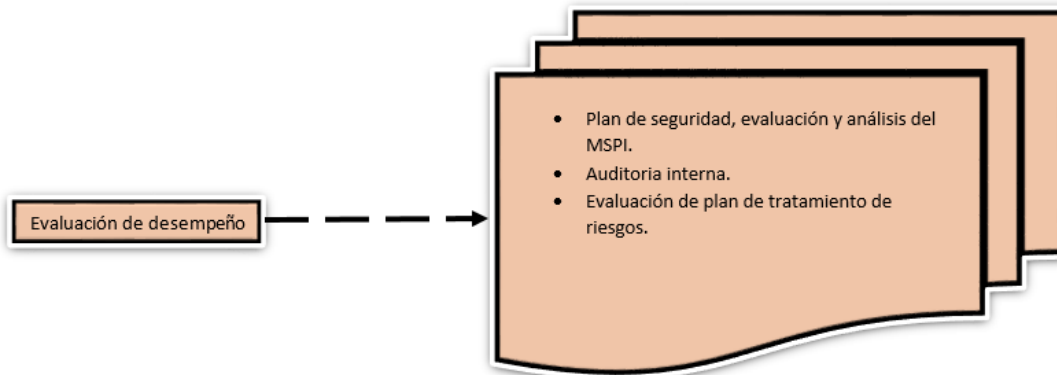 Plan de seguridad, evaluación y análisis del
MSPI.
Auditoria interna.
Evaluación de plan de tratamiento de
riesgos.
Evaluación de desempeño